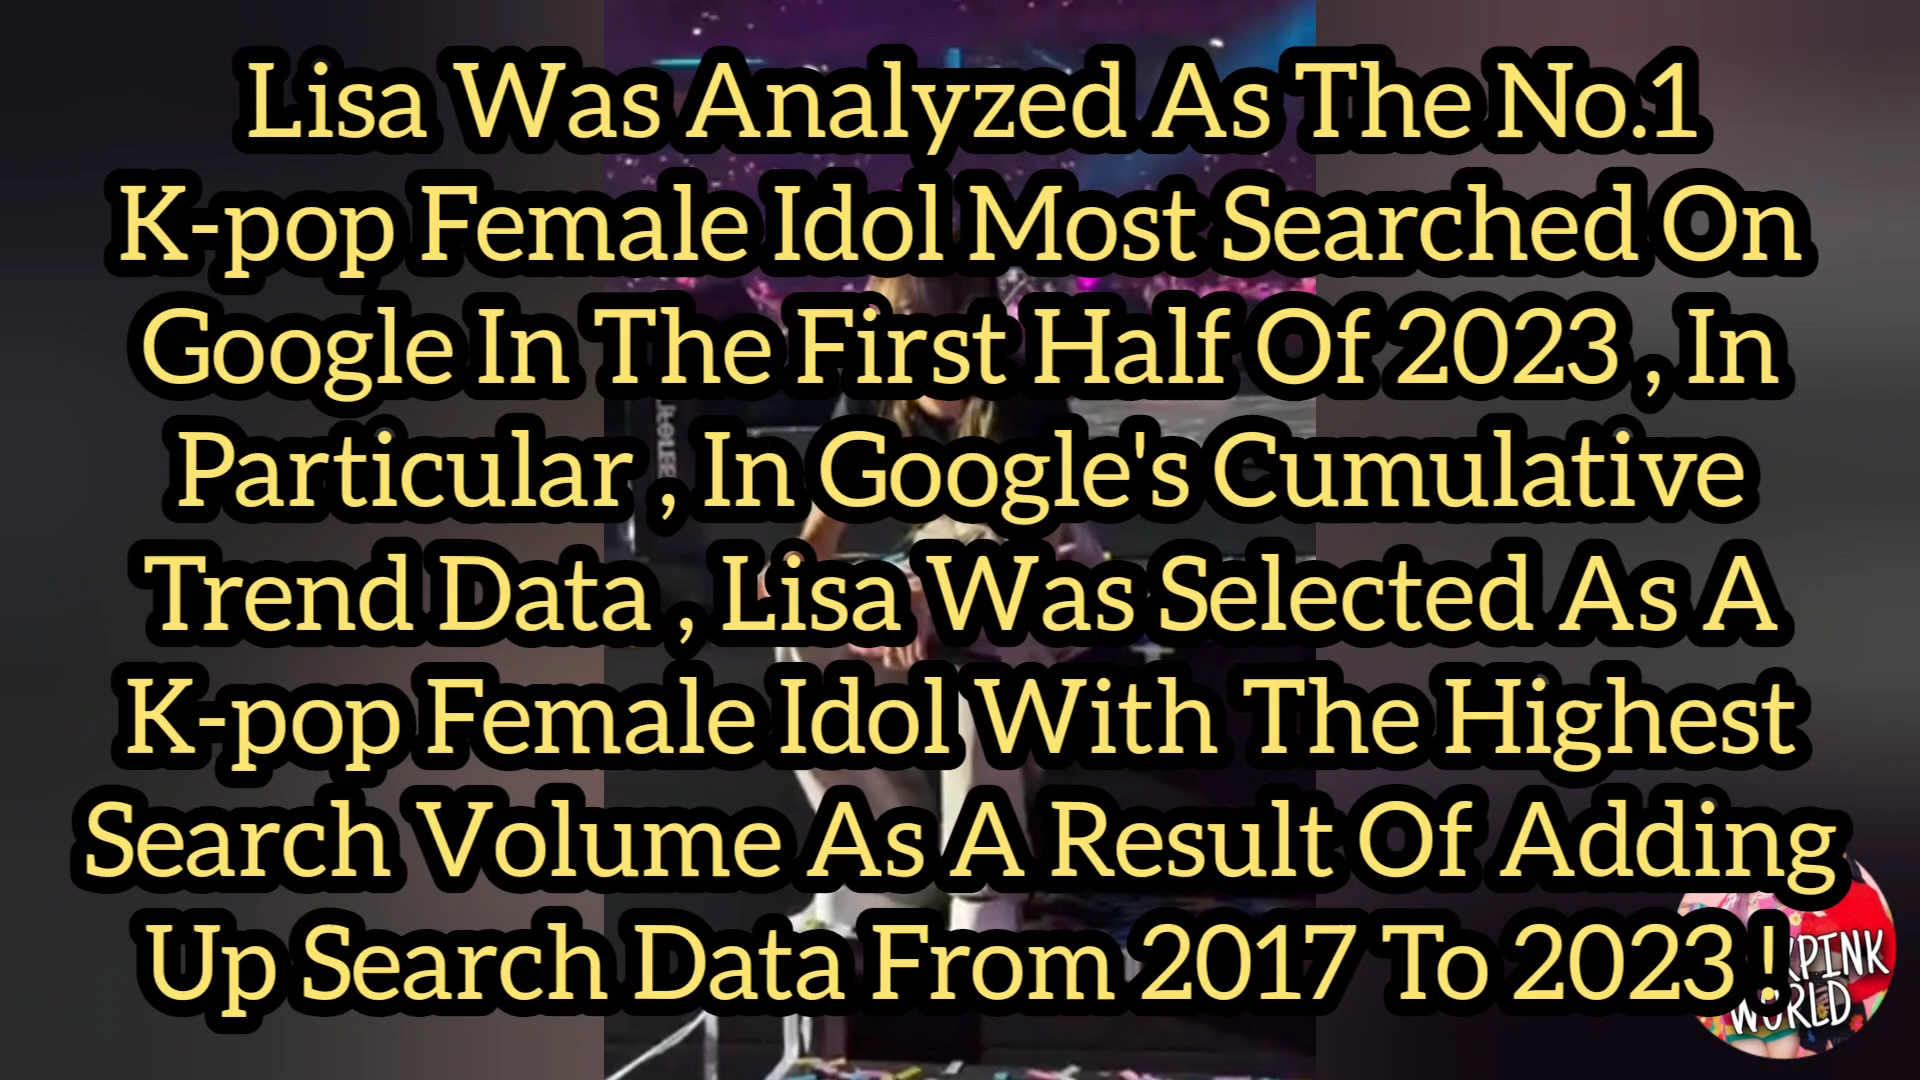 Lisa Was Analyzed As The No.1
K-pop Female Idol Most Searched On
Google In The First Half Of 2023 , In
Particular , In Google's Cumulative
Trend Data , Lisa Was Selected As A
K-pop Female Idol With The Highest
Search Volume As A Result Of Adding
Up Search Data From 2017 To 2023 !
WORLD